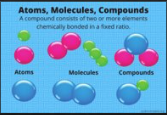 Atoms, Molecules, Compounds
A compound consists of two or more elements
chemically bonded in a fixed ratio.
Atoms Molecules Compounds